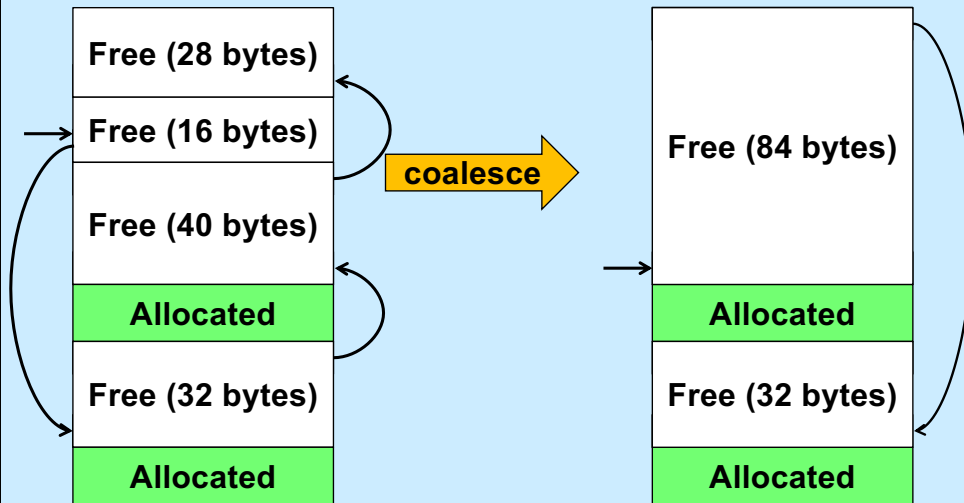 Free (28 bytes)
Free (16 bytes)
Free (40 bytes)
Allocated
Free (32 bytes)
Allocated
coalesce
Free (84 bytes)
Allocated
Free (32 bytes)
Allocated